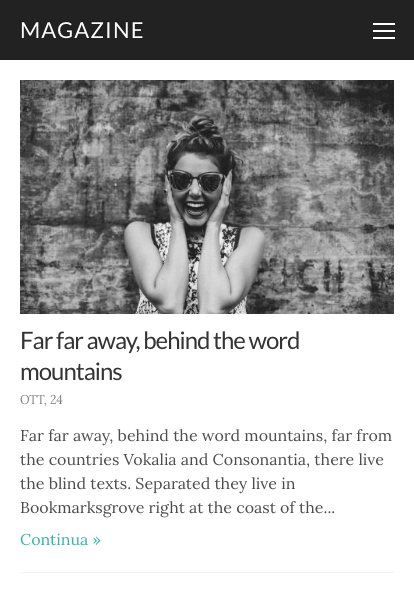 MAGAZINE
Far far away, behind the word
mountains
OTT, 24
Far far away, behind the word mountains, far from
the countries Vokalia and Consonantia, there live
the blind texts. Separated they live in
Bookmarksgrove right at the coast of the...
Continua »